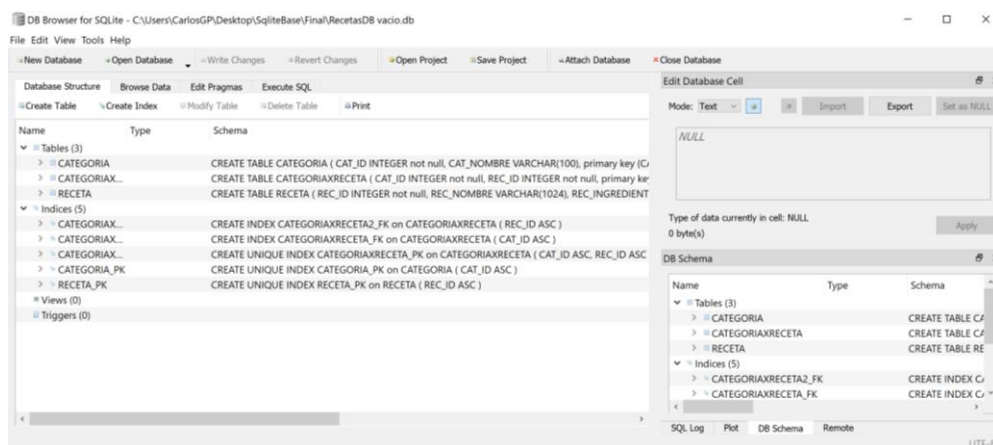 DB Browser for SQLite - C:\Users\CarlosGP\Desktop\SqliteBase\Final\RecetasDB vacio.db
File Edit View Tools Help
New Database Open Database Write Changes Revert Changes Open Project Save Project Attach Database Close Database
Database Structure Browse Data Edit Pragmas Execute SQL
Create Table Create Index Modify Table Delete Table Print
Name Type Schema
Tables (3)
CATEGORIA CREATE TABLE CATEGORIA ( CAT_ID INTEGER not null, CAT_NOMBRE VARCHAR(100), primary key (CA
CATEGORIAX... CREATE TABLE CATEGORIAXRECETA ( CAT_ID INTEGER not null, REC_ID INTEGER not null, primary key
RECETA CREATE TABLE RECETA ( REC_ID INTEGER not null, REC_NOMBRE VARCHAR(1024), REC_INGREDIENT
Indices (5)
CATEGORIAX... CREATE INDEX CATEGORIAXRECETA2_FK on CATEGORIAXRECETA ( REC_ID ASC )
CATEGORIAX... CREATE INDEX CATEGORIAXRECETA_FK on CATEGORIAXRECETA ( CAT_ID ASC )
CATEGORIAX... CREATE UNIQUE INDEX CATEGORIAXRECETA_PK on CATEGORIAXRECETA ( CAT_ID ASC, REC_ID ASC
CATEGORIA_PK CREATE UNIQUE INDEX CATEGORIA_PK on CATEGORIA ( CAT_ID ASC )
RECETA_PK CREATE UNIQUE INDEX RECETA_PK on RECETA ( REC_ID ASC )
Views (0)
Triggers (0)
Edit Database Cell
Mode: Text Import Export Set as NULL
NULL
Type of data currently in cell: NULL
0 byte(s)
Apply
DB Schema
Name Type Schema
Tables (3)
CATEGORIA CREATE TABLE CA
CATEGORIAXRECETA CREATE TABLE CA
RECETA CREATE TABLE RE
Indices (5)
CATEGORIAXRECETA2_FK CREATE INDEX CA
CATEGORIAXRECETA_FK CREATE INDEX CA
SQL Log Plot DB Schema Remote